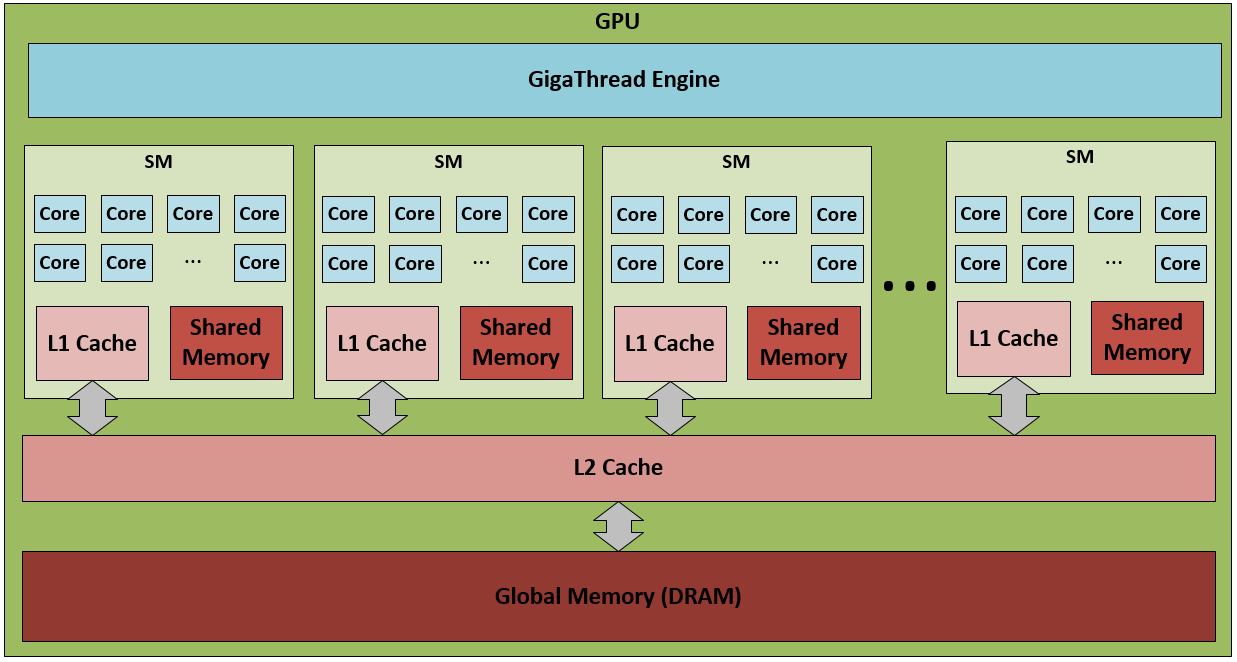 GPU
GigaThread Engine
SM
Core Core Core Core
Core Core ... Core
L1 Cache
Shared
Memory
SM
Core Core Core Core
Core Core ... Core
L1 Cache
Shared
Memory
SM
Core Core Core Core
Core Core ... Core
L1 Cache
Shared
Memory
...
SM
Core Core Core Core
Core Core ... Core
L1 Cache
Shared
Memory
L2 Cache
Global Memory (DRAM)